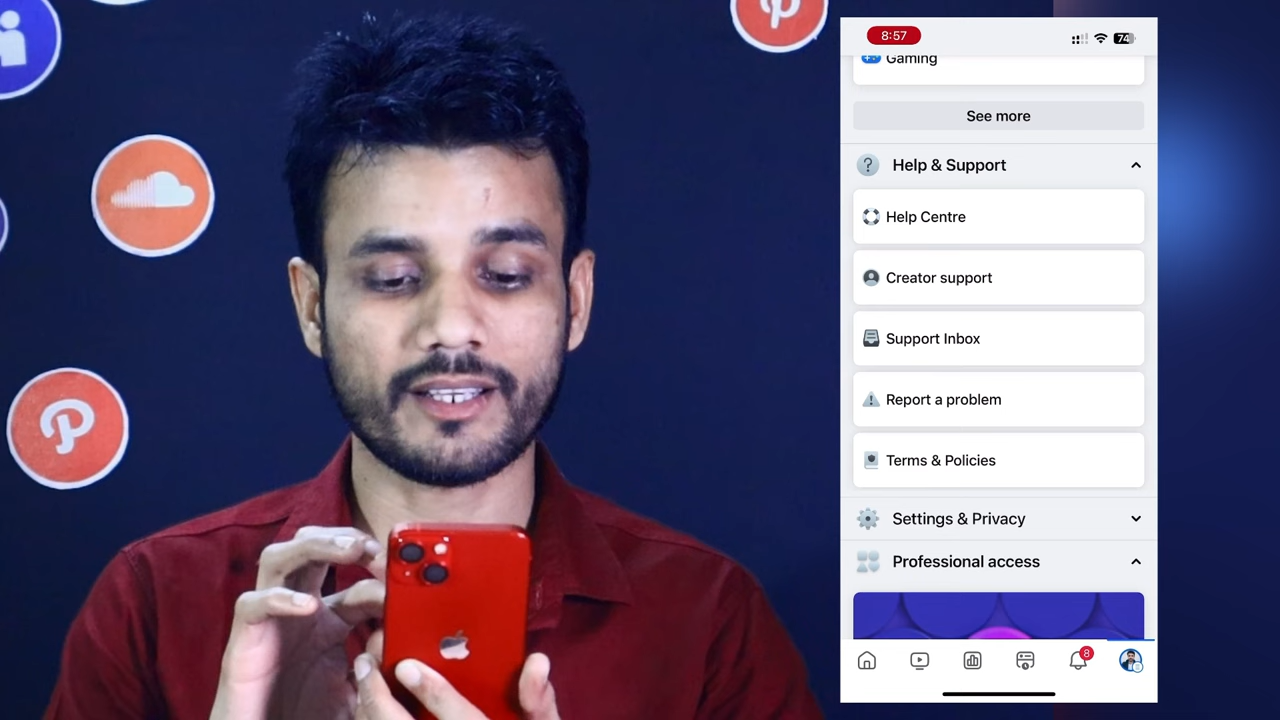 8:57
74
Gaming
See more
Help & Support
Help Centre
Creator support
Support Inbox
Report a problem
Terms & Policies
Settings & Privacy
Professional access
8